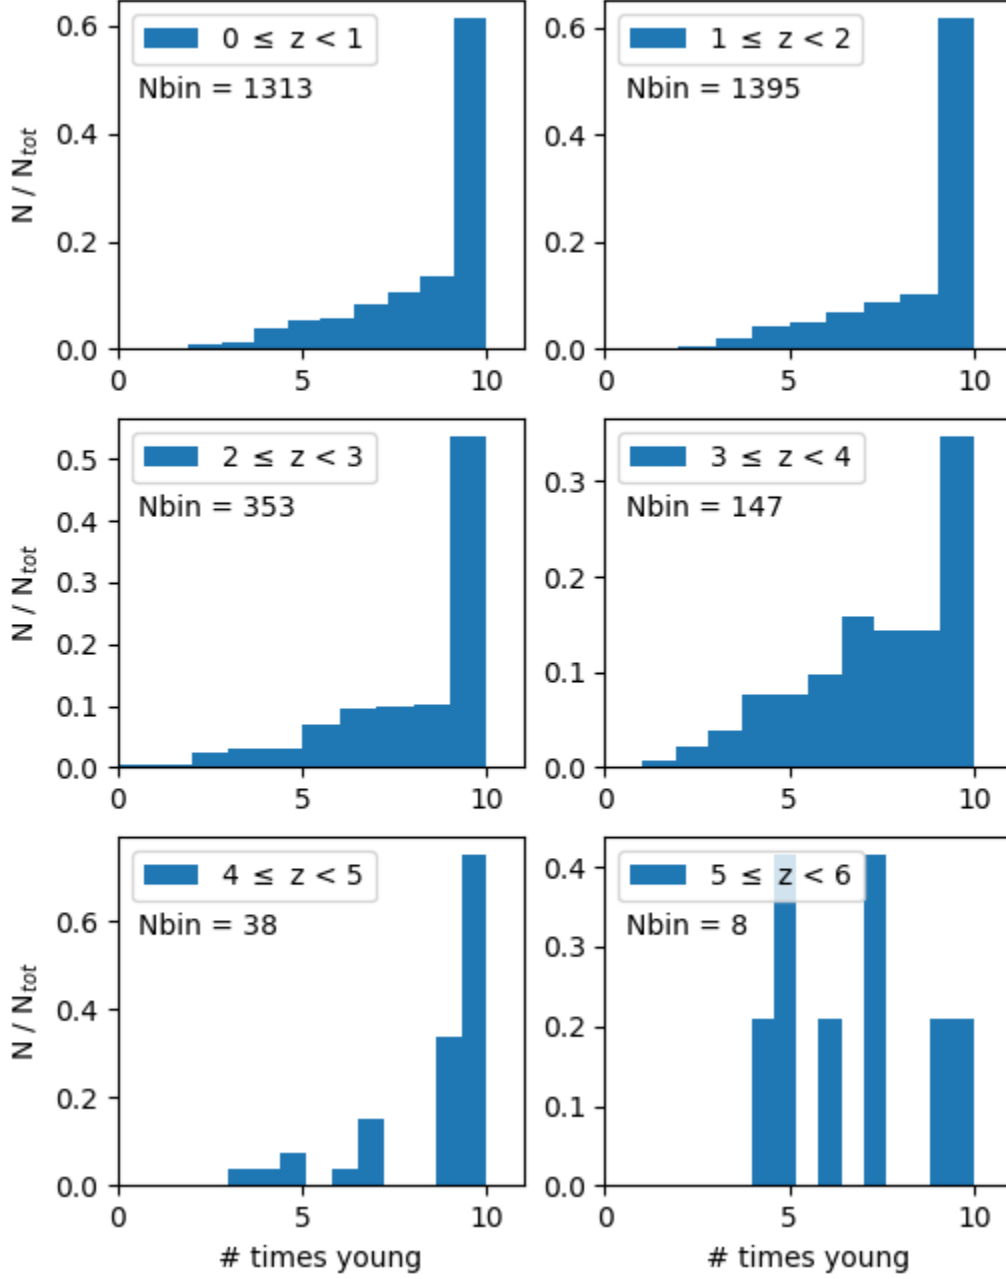 0 ≤ z < 1
Nbin = 1313
N / N_tot
0.6
0.4
0.2
0.0
0 5 10
1 ≤ z < 2
Nbin = 1395
0.6
0.4
0.2
0.0
0 5 10
2 ≤ z < 3
Nbin = 353
N / N_tot
0.5
0.4
0.3
0.2
0.1
0.0
0 5 10
3 ≤ z < 4
Nbin = 147
0.3
0.2
0.1
0.0
0 5 10
4 ≤ z < 5
Nbin = 38
N / N_tot
0.6
0.4
0.2
0.0
0 5 10
# times young
5 ≤ z < 6
Nbin = 8
0.4
0.3
0.2
0.1
0.0
0 5 10
# times young